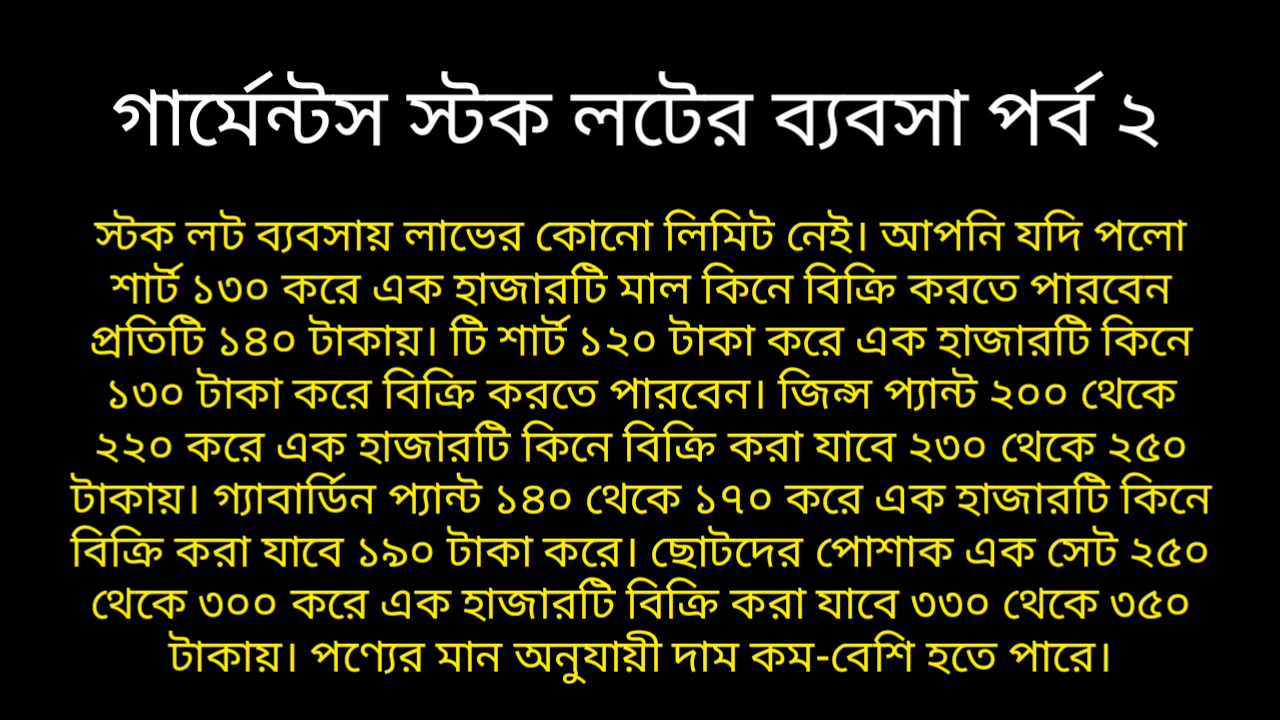 গার্মেন্টস স্টক লটের ব্যবসা পর্ব ২
স্টক লট ব্যবসায় লাভের কোনো লিমিট নেই। আপনি যদি পলো
শার্ট ১৩০ করে এক হাজারটি মাল কিনে বিক্রি করতে পারবেন
প্রতিটি ১৪০ টাকায়। টি শার্ট ১২০ টাকা করে এক হাজারটি কিনে
১৩০ টাকা করে বিক্রি করতে পারবেন। জিন্স প্যান্ট ২০০ থেকে
২২০ করে এক হাজারটি কিনে বিক্রি করা যাবে ২৩০ থেকে ২৫০
টাকায়। গ্যাবার্ডিন প্যান্ট ১৪০ থেকে ১৭০ করে এক হাজারটি কিনে
বিক্রি করা যাবে ১৯০ টাকা করে। ছোটদের পোশাক এক সেট ২৫০
থেকে ৩০০ করে এক হাজারটি বিক্রি করা যাবে ৩৩০ থেকে ৩৫০
টাকায়। পণ্যের মান অনুযায়ী দাম কম-বেশি হতে পারে।